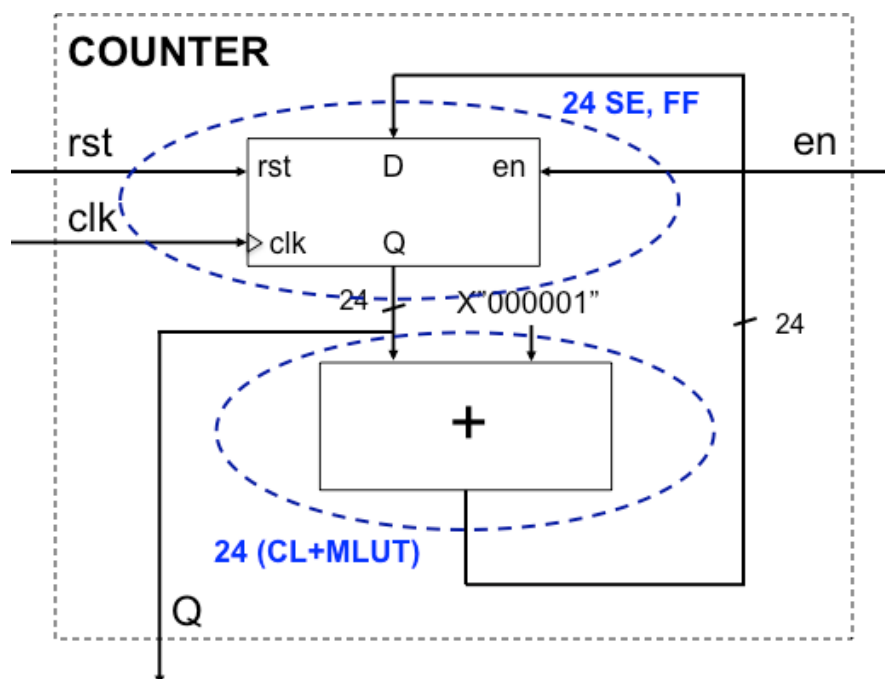 COUNTER
24 SE, FF
rst
en
rst D en
clk
clk Q
24
X"000001”
24
+
24 (CL+MLUT)
Q